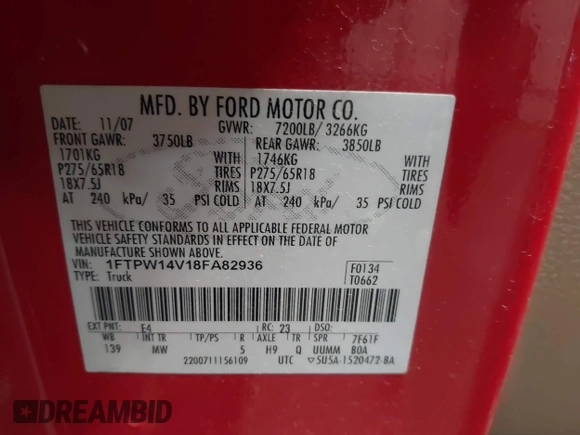 MFD. BY FORD MOTOR CO.
DATE: 11/07 GVWR: 7200LB/ 3266KG
FRONT GAWR: 3750LB REAR GAWR: 3850LB
1701KG WITH 1746KG WITH
P275/65R18 TIRES P275/65R18 TIRES
18X7.5J RIMS 18X7.5J RIMS
AT 240 kPa/ 35 PSI COLD AT 240 kPa/ 35 PSI COLD
THIS VEHICLE CONFORMS TO ALL APPLICABLE FEDERAL MOTOR
VEHICLE SAFETY STANDARDS IN EFFECT ON THE DATE OF
MANUFACTURE SHOWN ABOVE.
VIN: 1FTPW14V18FA82936 F0134
TYPE: Truck T0662
EXT PNT: E4 RC: 23 DSO:
WB INT TR TP/PS R AXLE TR SPR 7F61F
139 MW 5 H9 Q UUMM BOA
2200711156109 UTC ▽5U5A-1520472-BA
DREAMBID